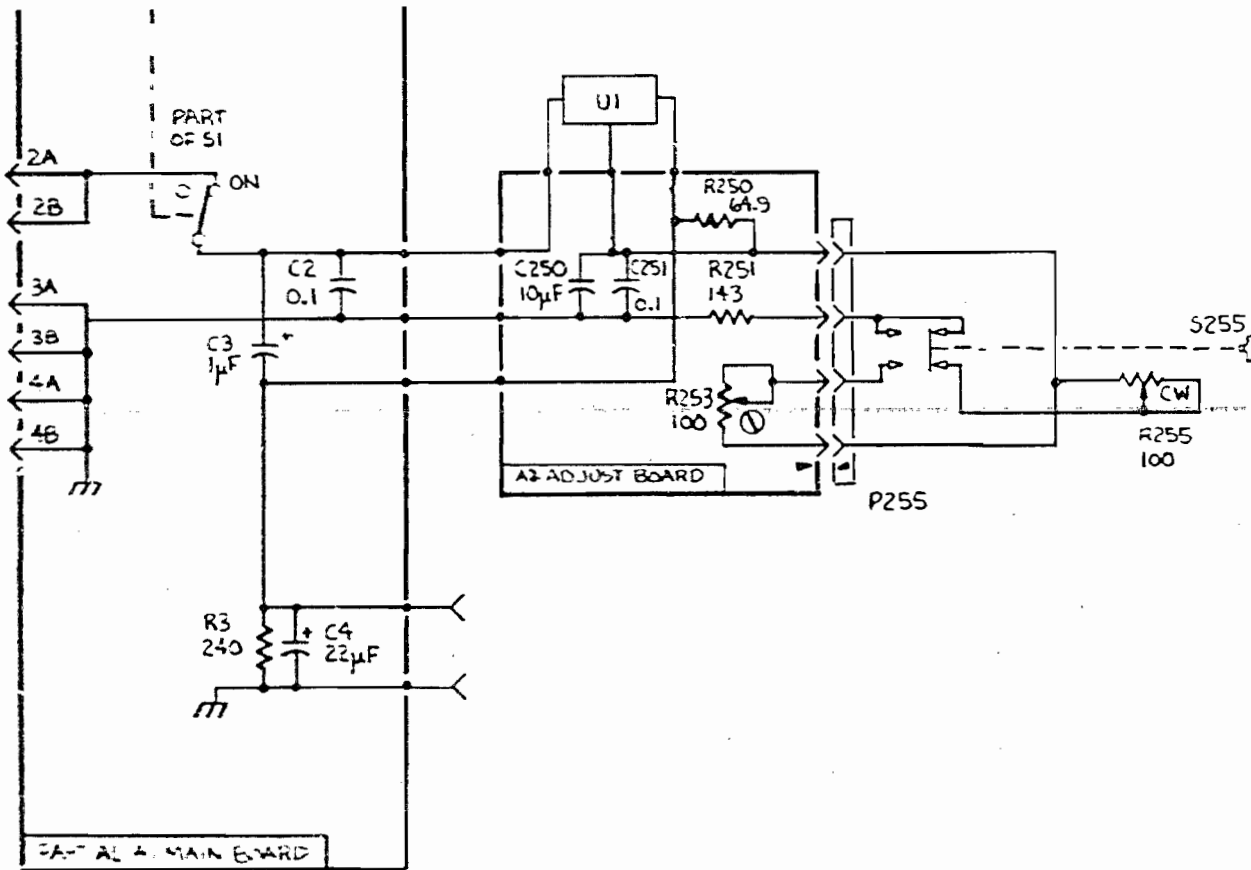 PART
OF S1
2A
ON
2B
3A
3B
4A
4B
C2
0.1
C3
1µF
+
R3
240
+
C4
22µF
MAIN BOARD
U1
R250
64.9
C250
10µF
C251
0.1
R251
143
R253
100
A2 ADJUST BOARD
P255
S255
CW
R255
100